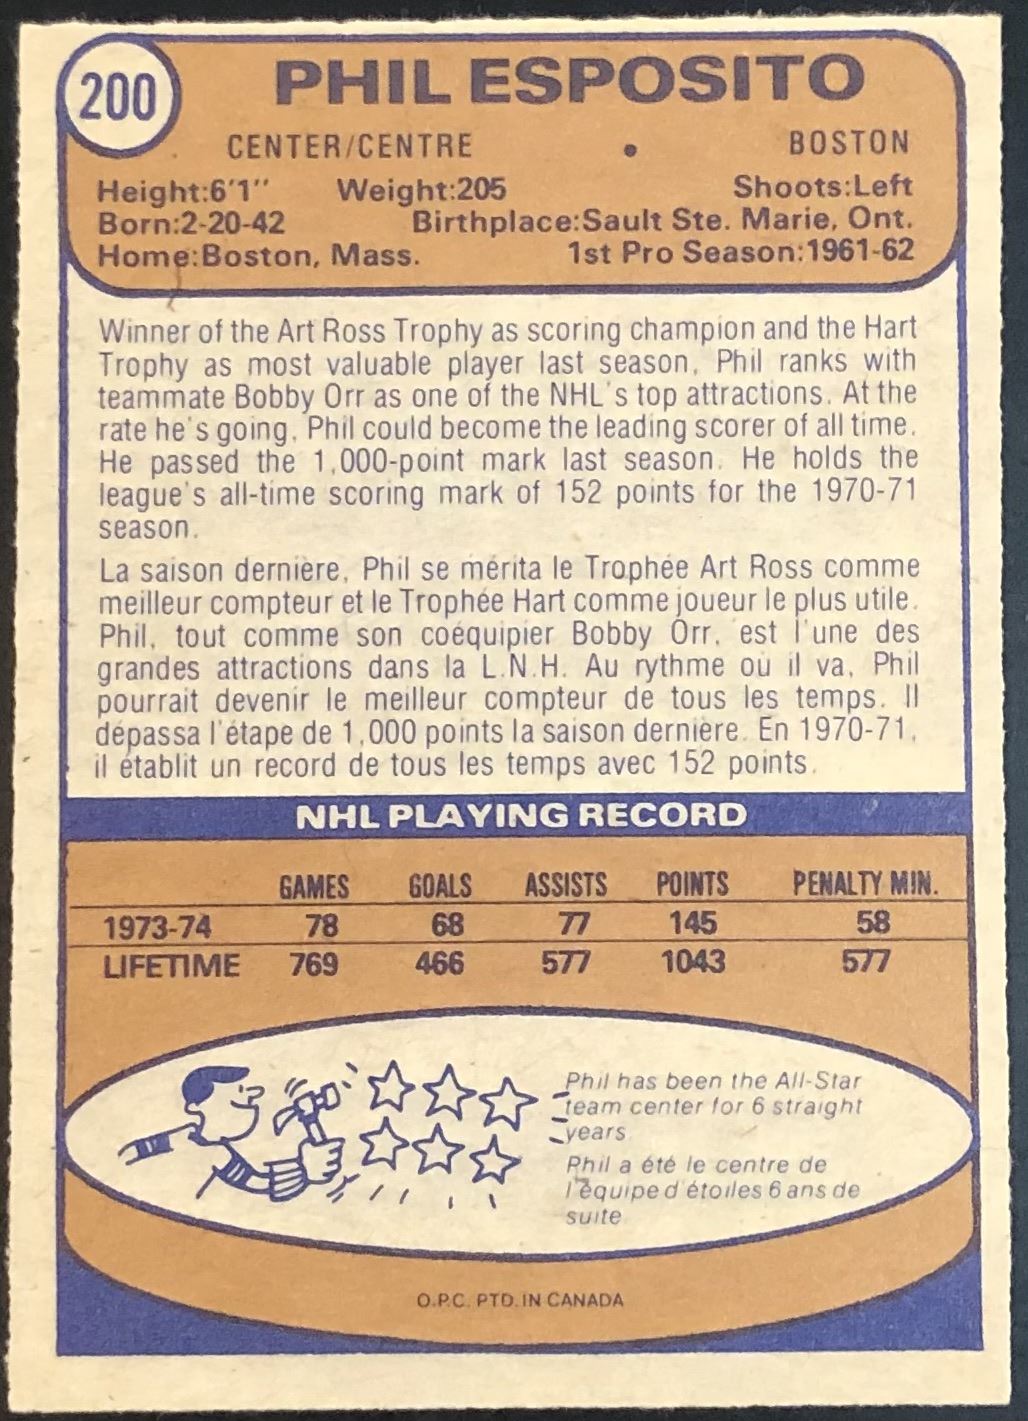 200
PHIL ESPOSITO
CENTER/CENTRE • BOSTON
Height:6'1" Weight:205 Shoots:Left
Born:2-20-42 Birthplace:Sault Ste. Marie, Ont.
Home:Boston, Mass. 1st Pro Season:1961-62
Winner of the Art Ross Trophy as scoring champion and the Hart
Trophy as most valuable player last season, Phil ranks with
teammate Bobby Orr as one of the NHL's top attractions. At the
rate he's going, Phil could become the leading scorer of all time.
He passed the 1,000-point mark last season. He holds the
league's all-time scoring mark of 152 points for the 1970-71
season.
La saison dernière, Phil se mérita le Trophée Art Ross comme
meilleur compteur et le Trophée Hart comme joueur le plus utile.
Phil, tout comme son coéquipier Bobby Orr, est l'une des
grandes attractions dans la L.N.H. Au rythme où il va, Phil
pourrait devenir le meilleur compteur de tous les temps. Il
dépassa l'étape de 1,000 points la saison dernière. En 1970-71,
il établit un record de tous les temps avec 152 points.
NHL PLAYING RECORD
GAMES GOALS ASSISTS POINTS PENALTY MIN.
1973-74 78 68 77 145 58
LIFETIME 769 466 577 1043 577
Phil has been the All-Star
team center for 6 straight
years
Phil a été le centre de
l'équipe d'étoiles 6 ans de
suite
O.P.C. PTD. IN CANADA